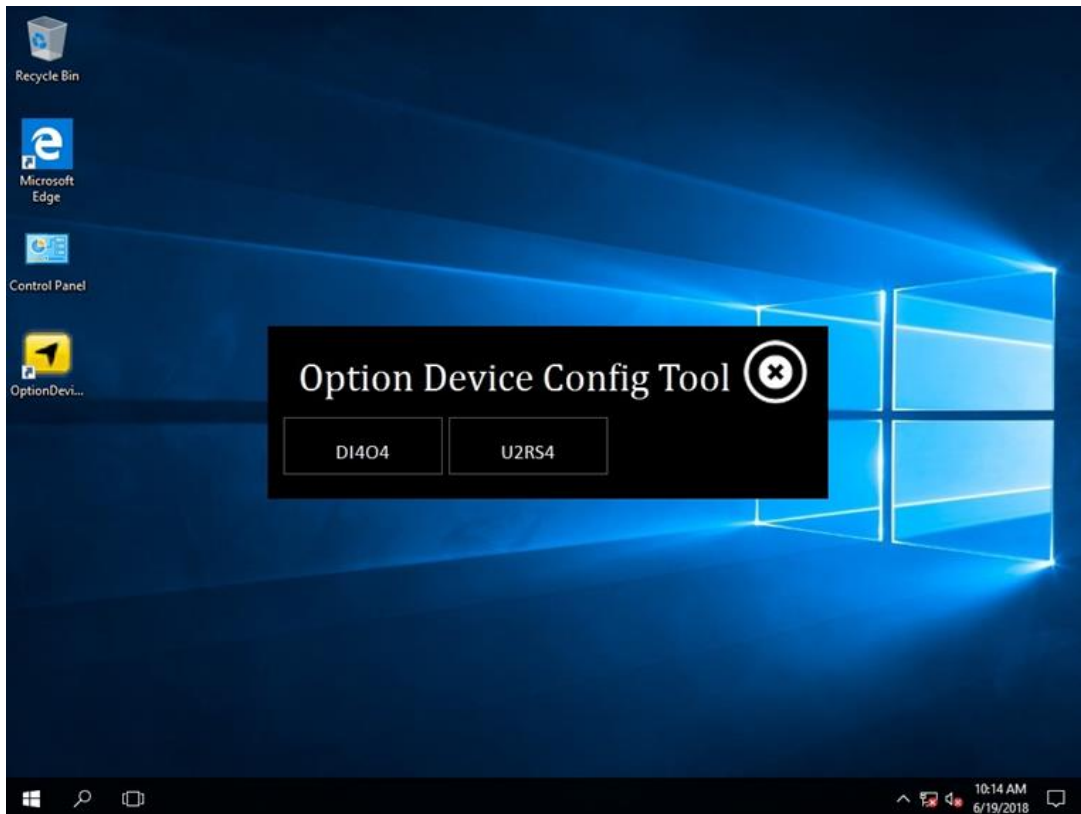 Recycle Bin
Microsoft
Edge
Control Panel
OptionDevi...
Option Device Config Tool
DI4O4
U2RS4
10:14 AM
6/19/2018